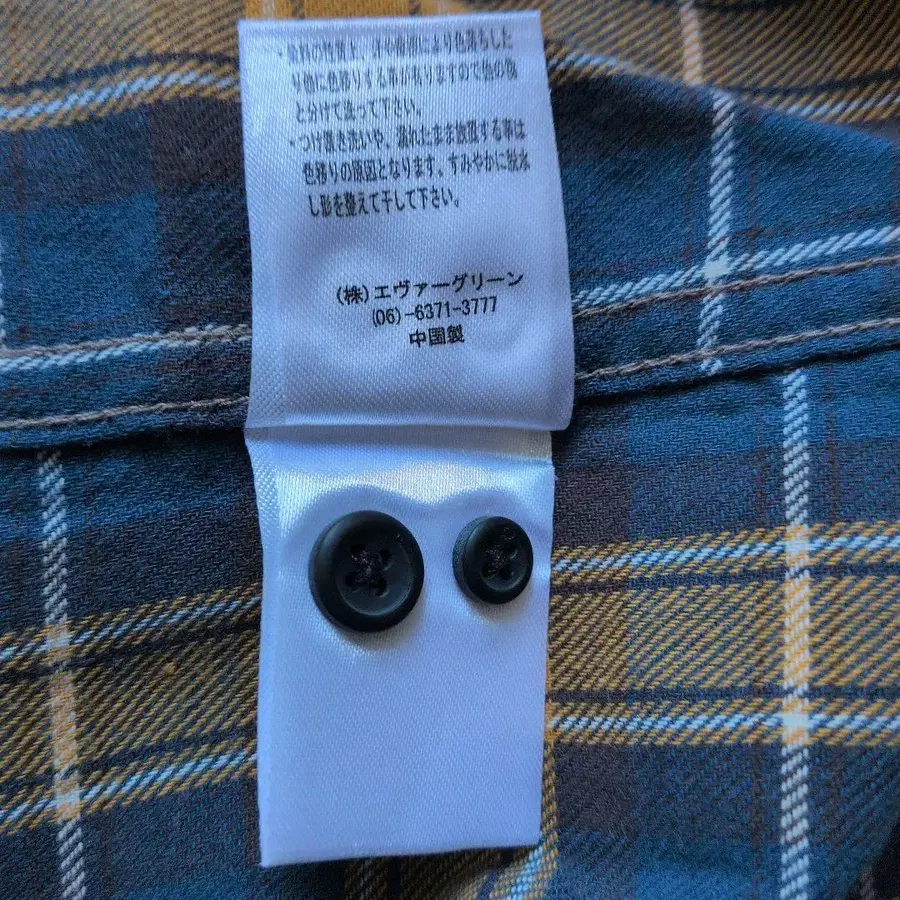 ・染料の性質上、汗や摩擦により色落ちした
り他に色移りする事がありますので他の物
と分けて洗って下さい。
・つけ置き洗いや、濡れたまま放置する事は
色移りの原因となります。すみやかに脱水
し形を整えて干して下さい。
(株)エヴァーグリーン
(06)-6371-3777
中国製